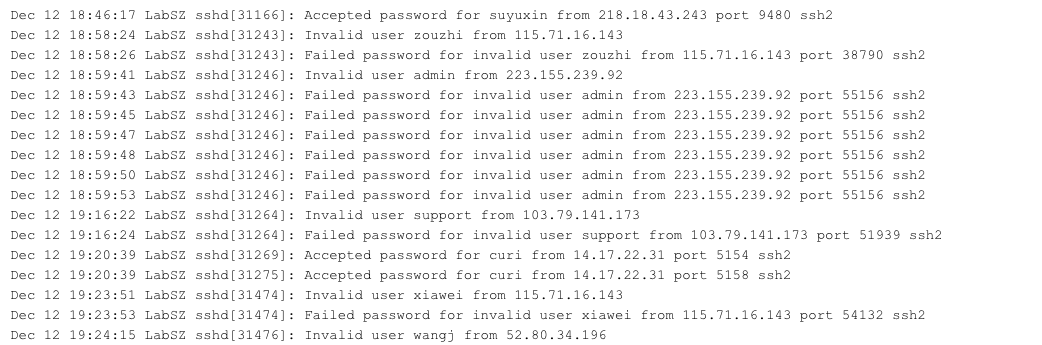 Dec 12 18:46:17 LabSZ sshd[31166]: Accepted password for suyuxin from 218.18.43.243 port 9480 ssh2
Dec 12 18:58:24 LabSZ sshd[31243]: Invalid user zouzhi from 115.71.16.143
Dec 12 18:58:26 LabSZ sshd[31243]: Failed password for invalid user zouzhi from 115.71.16.143 port 38790 ssh2
Dec 12 18:59:41 LabSZ sshd[31246]: Invalid user admin from 223.155.239.92
Dec 12 18:59:43 LabSZ sshd[31246]: Failed password for invalid user admin from 223.155.239.92 port 55156 ssh2
Dec 12 18:59:45 LabSZ sshd[31246]: Failed password for invalid user admin from 223.155.239.92 port 55156 ssh2
Dec 12 18:59:47 LabSZ sshd[31246]: Failed password for invalid user admin from 223.155.239.92 port 55156 ssh2
Dec 12 18:59:48 LabSZ sshd[31246]: Failed password for invalid user admin from 223.155.239.92 port 55156 ssh2
Dec 12 18:59:50 LabSZ sshd[31246]: Failed password for invalid user admin from 223.155.239.92 port 55156 ssh2
Dec 12 18:59:53 LabSZ sshd[31246]: Failed password for invalid user admin from 223.155.239.92 port 55156 ssh2
Dec 12 19:16:22 LabSZ sshd[31264]: Invalid user support from 103.79.141.173
Dec 12 19:16:24 LabSZ sshd[31264]: Failed password for invalid user support from 103.79.141.173 port 51939 ssh2
Dec 12 19:20:39 LabSZ sshd[31269]: Accepted password for curi from 14.17.22.31 port 5154 ssh2
Dec 12 19:20:39 LabSZ sshd[31275]: Accepted password for curi from 14.17.22.31 port 5158 ssh2
Dec 12 19:23:51 LabSZ sshd[31474]: Invalid user xiawei from 115.71.16.143
Dec 12 19:23:53 LabSZ sshd[31474]: Failed password for invalid user xiawei from 115.71.16.143 port 54132 ssh2
Dec 12 19:24:15 LabSZ sshd[31476]: Invalid user wangj from 52.80.34.196